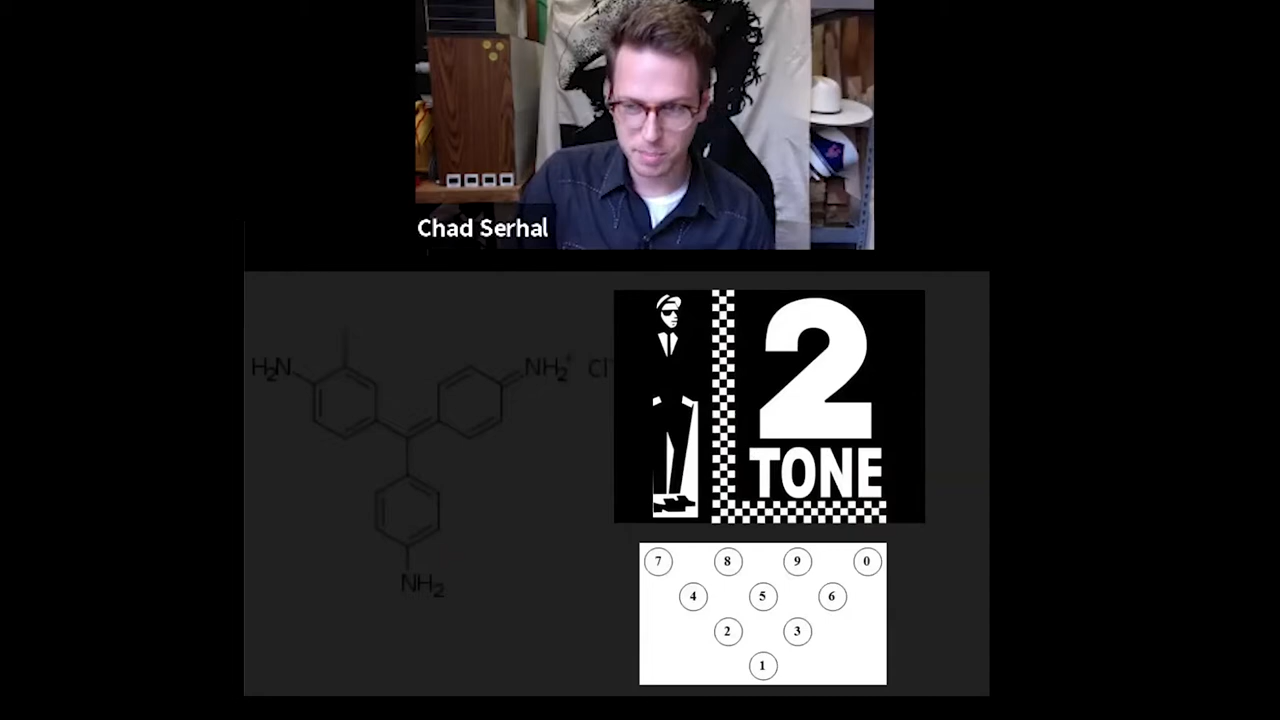 Chad Serhal
H₂N
NH₂⁺ Cl⁻
NH₂
2
TONE
7 8 9 0
4 5 6
2 3
1